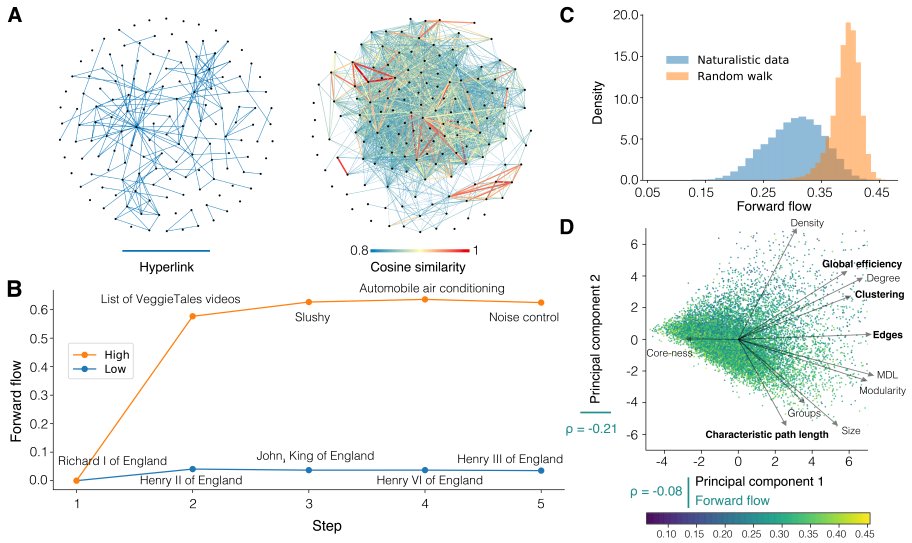 A
Hyperlink
0.8
1
Cosine similarity
B
Forward flow
0.6
0.5
0.4
0.3
0.2
0.1
0.0
High
Low
List of VeggieTales videos
Slushy
Automobile air conditioning
Noise control
Richard I of England
Henry II of England
John, King of England
Henry VI of England
Henry III of England
1
2
3
4
5
Step
C
Density
20.0
15.0
10.0
5.0
0.0
Naturalistic data
Random walk
0.05
0.15
0.25
0.35
0.45
Forward flow
D
Principal component 2
ρ = -0.21
6
4
2
0
-2
-4
-6
Density
Global efficiency
Degree
Clustering
Edges
Core-ness
MDL
Modularity
Groups
Size
Characteristic path length
-4
-2
0
2
4
6
Principal component 1
ρ = -0.08
Forward flow
0.10
0.15
0.20
0.25
0.30
0.35
0.40
0.45